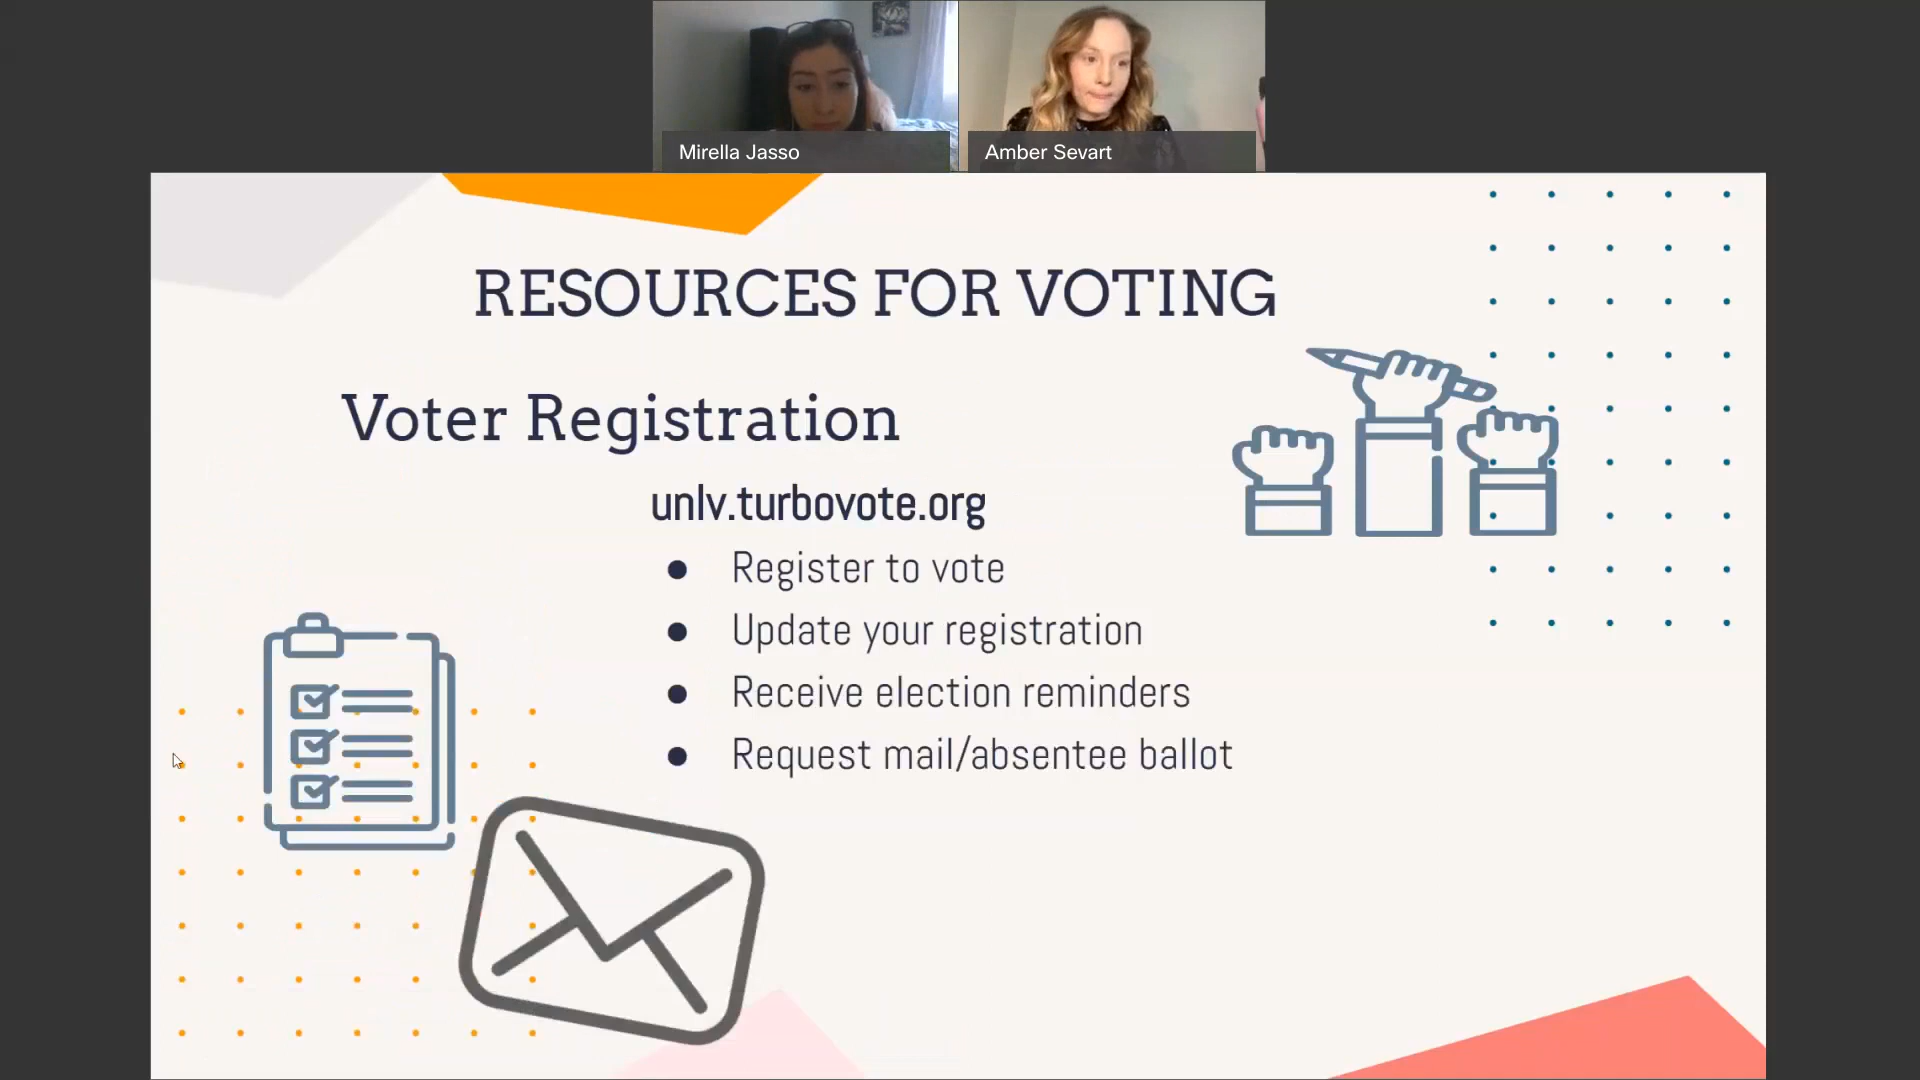 Mirella Jasso
Amber Sevart
RESOURCES FOR VOTING
Voter Registration
unlv.turbovote.org
● Register to vote
● Update your registration
● Receive election reminders
● Request mail/absentee ballot